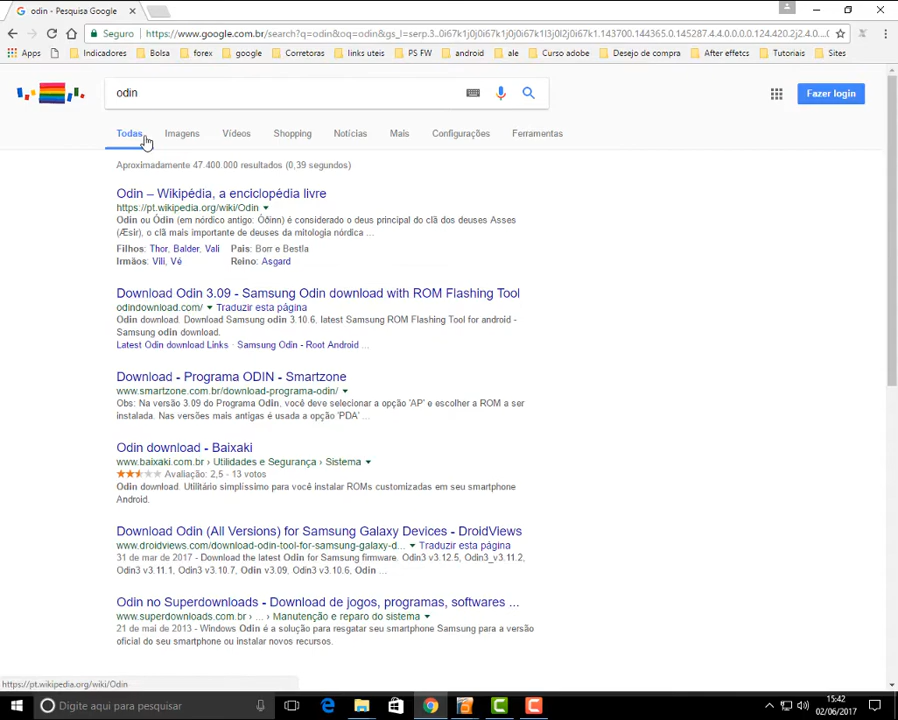 odin - Pesquisa Google
Seguro https://www.google.com.br/search?q=odin&oq=odin&gs_l=serp.3..0i67k1j0j0i67k1j0j0i67k1l3j0l2j0i67k1.143700.144365.0.145287.4.4.0.0.0.0.124.420.2j2.4.0....0...
Apps Indicadores Bolsa forex google Corretoras links uteis PS FW android ale Curso adobe Desejo de compra After effetcs Tutoriais Sites
odin
Fazer login
Todas Imagens Vídeos Shopping Notícias Mais Configurações Ferramentas
Aproximadamente 47.400.000 resultados (0,39 segundos)
Odin – Wikipédia, a enciclopédia livre
https://pt.wikipedia.org/wiki/Odin
Odin ou Ódin (em nórdico antigo: Óðinn) é considerado o deus principal do clã dos deuses Asses
(Æsir), o clã mais importante de deuses da mitologia nórdica ...
Filhos: Thor, Balder, Vali Pais: Borr e Bestla
Irmãos: Vili, Vé Reino: Asgard
Download Odin 3.09 - Samsung Odin download with ROM Flashing Tool
odindownload.com/ Traduzir esta página
Odin download. Download Samsung odin 3.10.6. latest Samsung ROM Flashing Tool for android -
Samsung odin download.
Latest Odin download Links · Samsung Odin - Root Android ...
Download - Programa ODIN - Smartzone
www.smartzone.com.br/download-programa-odin/
Obs: Na versão 3.09 do Programa Odin, você deve selecionar a opção 'AP' e escolher a ROM a ser
instalada. Nas versões mais antigas é usada a opção 'PDA' ...
Odin download - Baixaki
www.baixaki.com.br › Utilidades e Segurança › Sistema
Avaliação: 2,5 - 13 votos
Odin download. Utilitário simplíssimo para você instalar ROMs customizadas em seu smartphone
Android.
Download Odin (All Versions) for Samsung Galaxy Devices - DroidViews
www.droidviews.com/download-odin-tool-for-samsung-galaxy-d... Traduzir esta página
31 de mar de 2017 - Download the latest Odin for Samsung firmware. Odin3 v3.12.5, Odin3_v3.11.2,
Odin3 v3.11.1, Odin3 v3.10.7, Odin v3.09, Odin3 v3.10.6, Odin ...
Odin no Superdownloads - Download de jogos, programas, softwares ...
www.superdownloads.com.br › ... › Manutenção e reparo do sistema
21 de mai de 2013 - Windows Odin é a solução para resgatar seu smartphone Samsung para a versão
oficial do seu smartphone ou instalar novos recursos.
https://pt.wikipedia.org/wiki/Odin
Digite aqui para pesquisar
15:42
02/06/2017